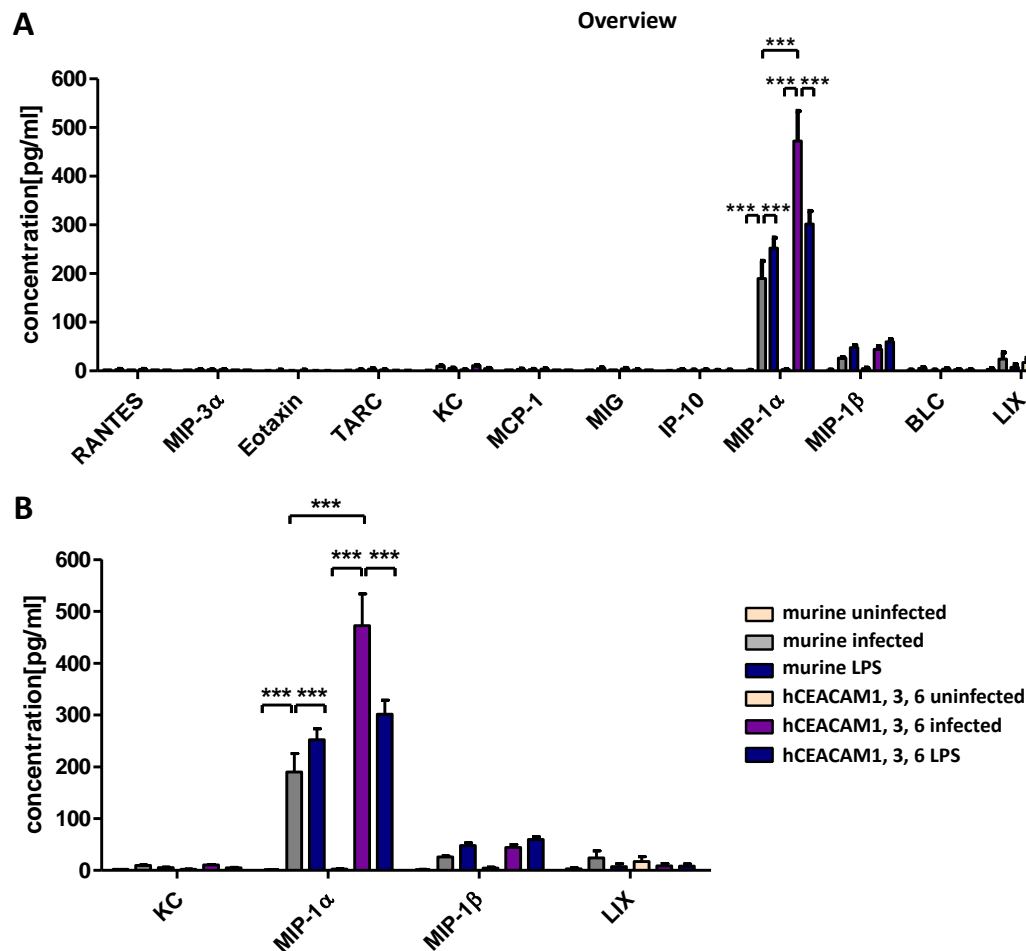 A
Overview
***
*** ***
*** ***
concentration[pg/ml]
600
500
400
300
200
100
0
RANTES
MIP-3α
Eotaxin
TARC
KC
MCP-1
MIG
IP-10
MIP-1α
MIP-1β
BLC
LIX
B
***
*** ***
*** ***
concentration[pg/ml]
600
500
400
300
200
100
0
KC
MIP-1α
MIP-1β
LIX
murine uninfected
murine infected
murine LPS
hCEACAM1, 3, 6 uninfected
hCEACAM1, 3, 6 infected
hCEACAM1, 3, 6 LPS